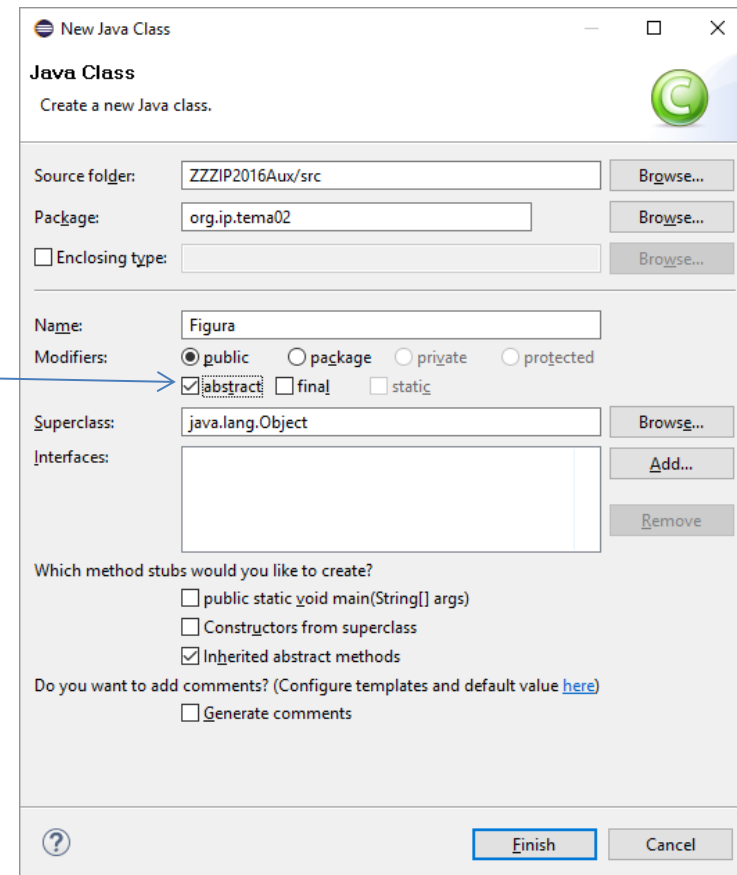 New Java Class
Java Class
Create a new Java class.
C
Source folder: ZZZIP2016Aux/src Browse...
Package: org.ip.tema02 Browse...
Enclosing type: Browse...
Name: Figura
Modifiers: public package private protected
abstract final static
Superclass: java.lang.Object Browse...
Interfaces: Add...
Remove
Which method stubs would you like to create?
public static void main(String[] args)
Constructors from superclass
Inherited abstract methods
Do you want to add comments? (Configure templates and default value here)
Generate comments
? Finish Cancel